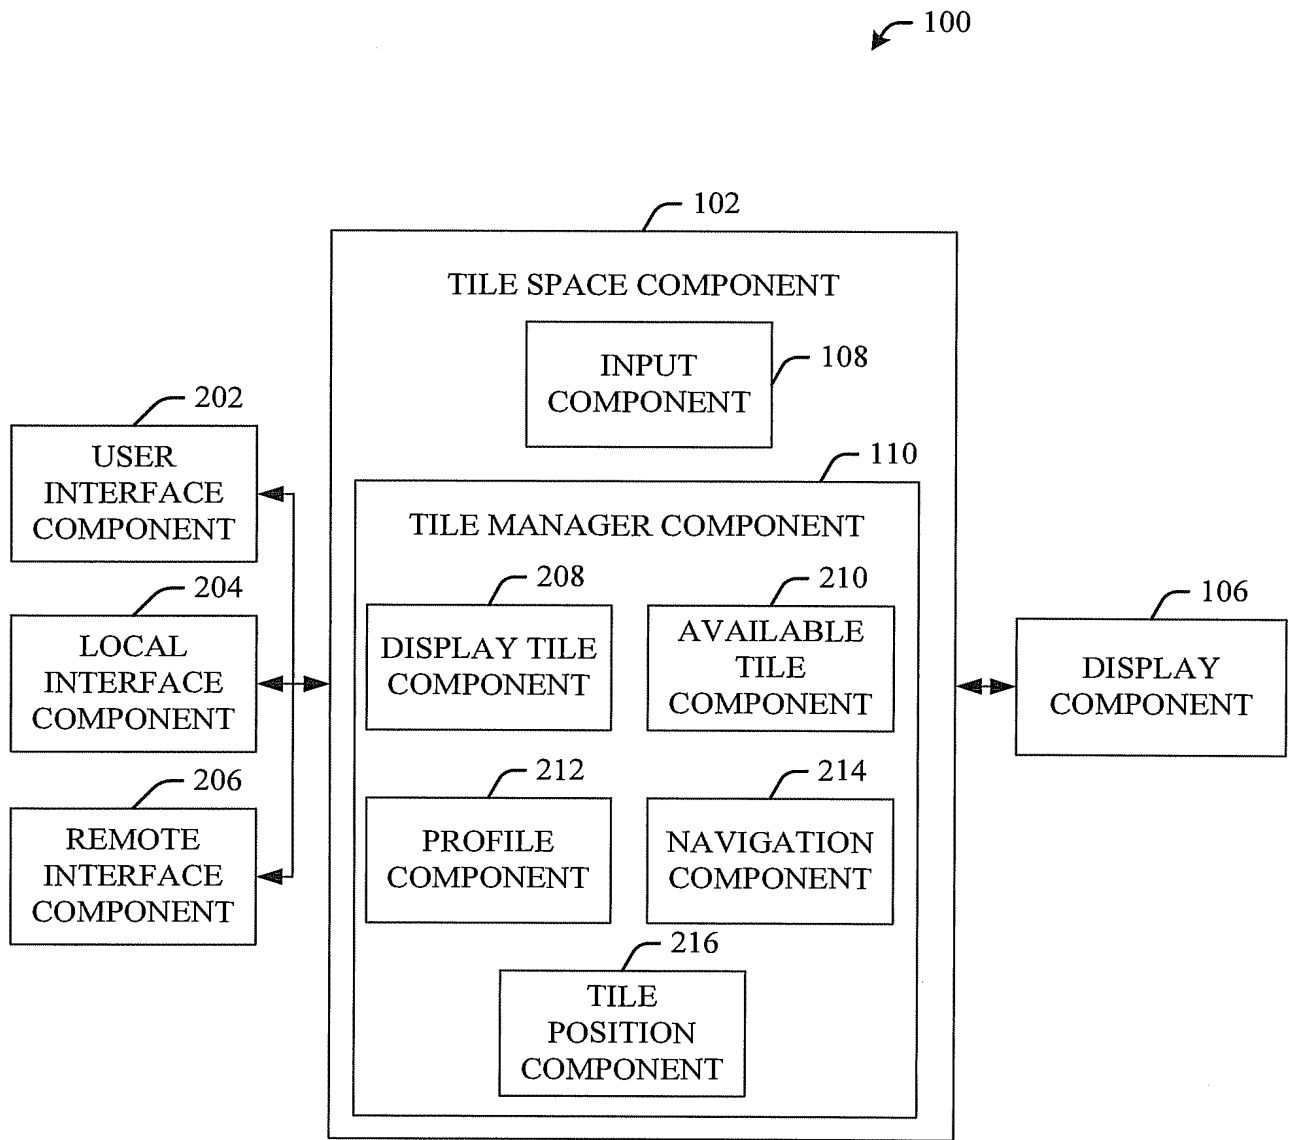 100
102
TILE SPACE COMPONENT
INPUT
COMPONENT
108
202
USER
INTERFACE
COMPONENT
110
TILE MANAGER COMPONENT
204
LOCAL
INTERFACE
COMPONENT
208
DISPLAY TILE
COMPONENT
210
AVAILABLE
TILE
COMPONENT
106
DISPLAY
COMPONENT
206
REMOTE
INTERFACE
COMPONENT
212
PROFILE
COMPONENT
214
NAVIGATION
COMPONENT
216
TILE
POSITION
COMPONENT